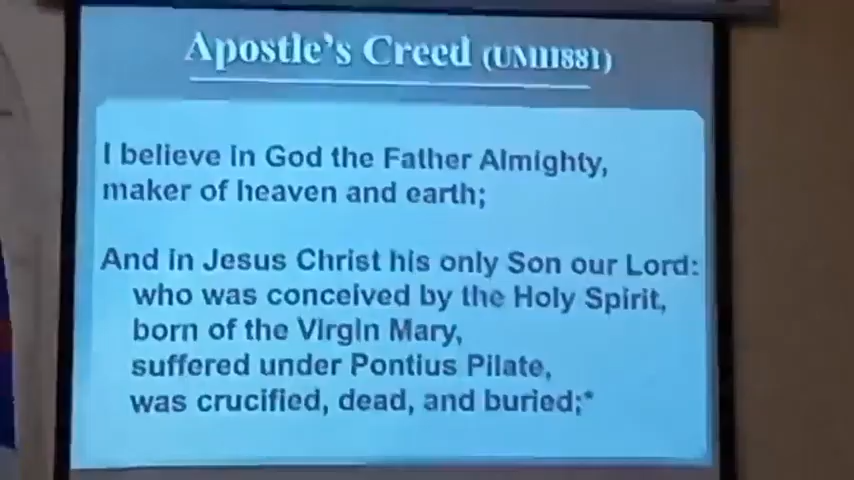 Apostle's Creed (UMH881)
I believe in God the Father Almighty,
maker of heaven and earth;
And in Jesus Christ his only Son our Lord:
who was conceived by the Holy Spirit,
born of the Virgin Mary,
suffered under Pontius Pilate,
was crucified, dead, and buried;*